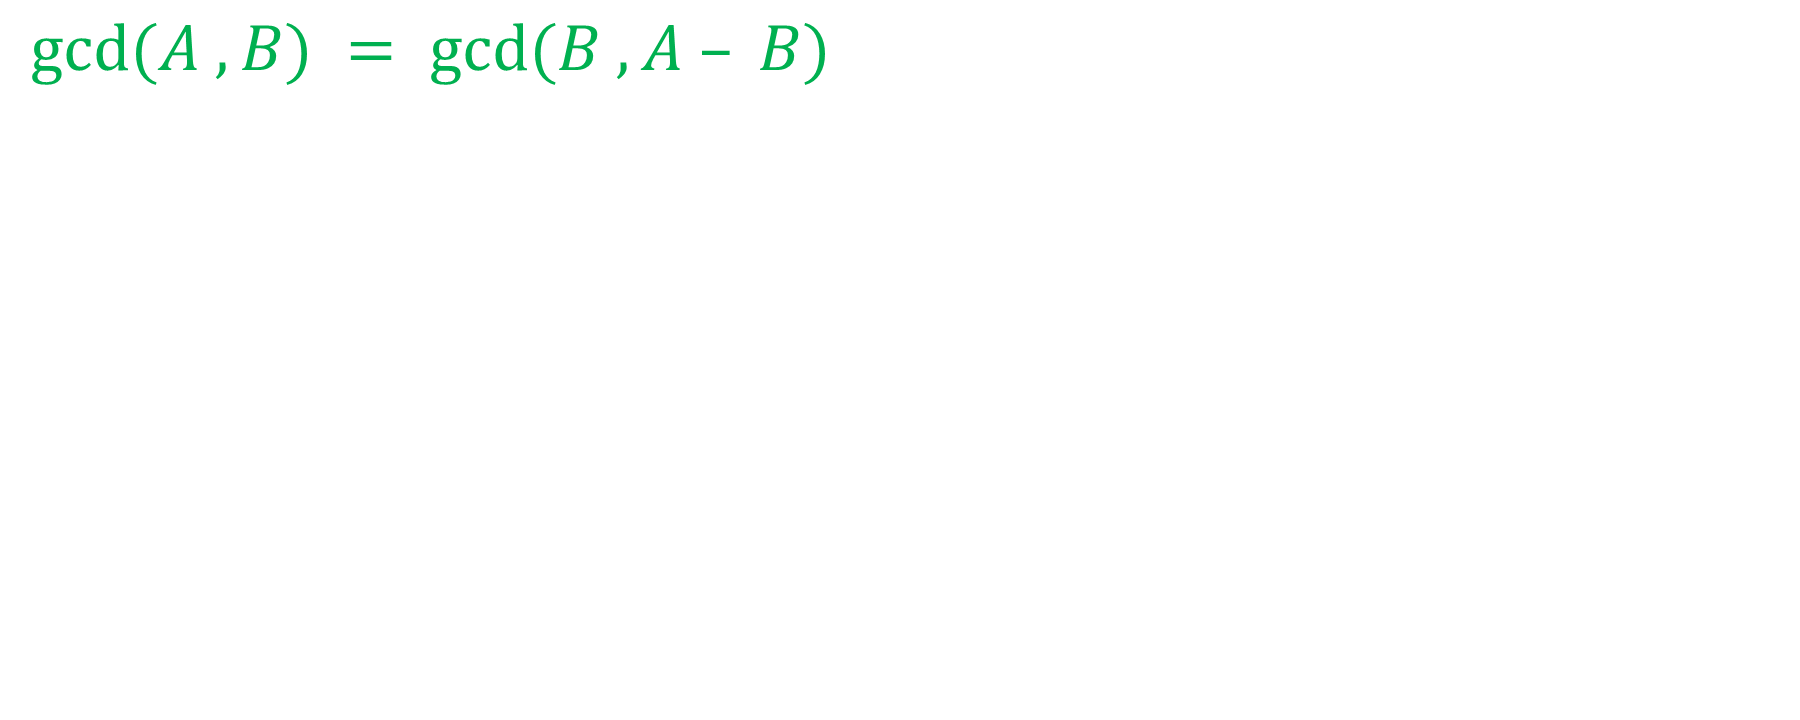 gcd(A , B) = gcd(B , A − B)